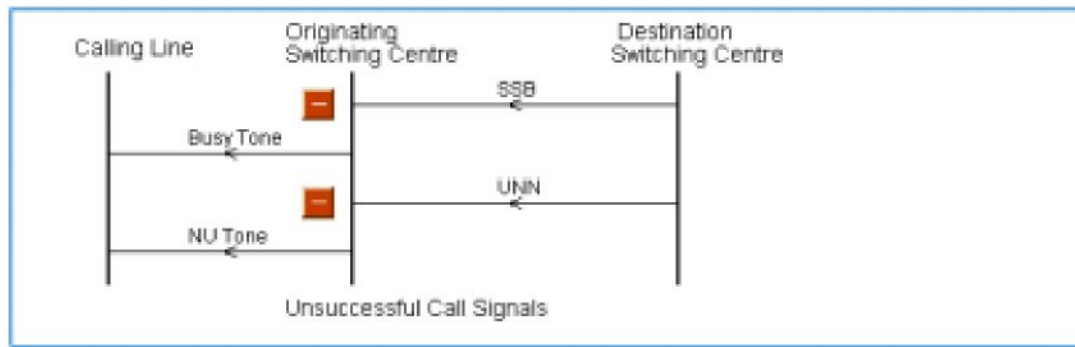 Calling Line
Originating
Switching Centre
Destination
Switching Centre
SSB
Busy Tone
UNN
NU Tone
Unsuccessful Call Signals